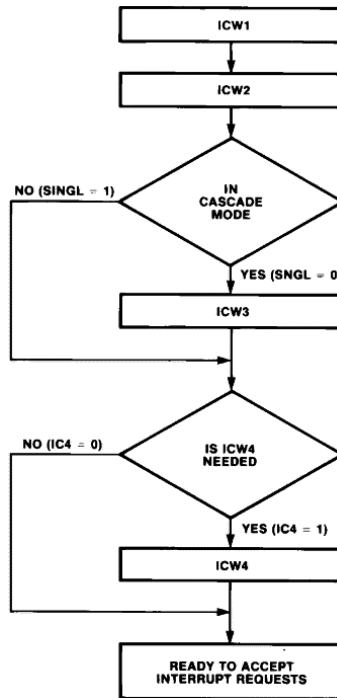 ICW1
ICW2
IN
CASCADE
MODE
NO (SINGL = 1)
YES (SNGL = 0
ICW3
IS ICW4
NEEDED
NO (IC4 = 0)
YES (IC4 = 1)
ICW4
READY TO ACCEPT
INTERRUPT REQUESTS